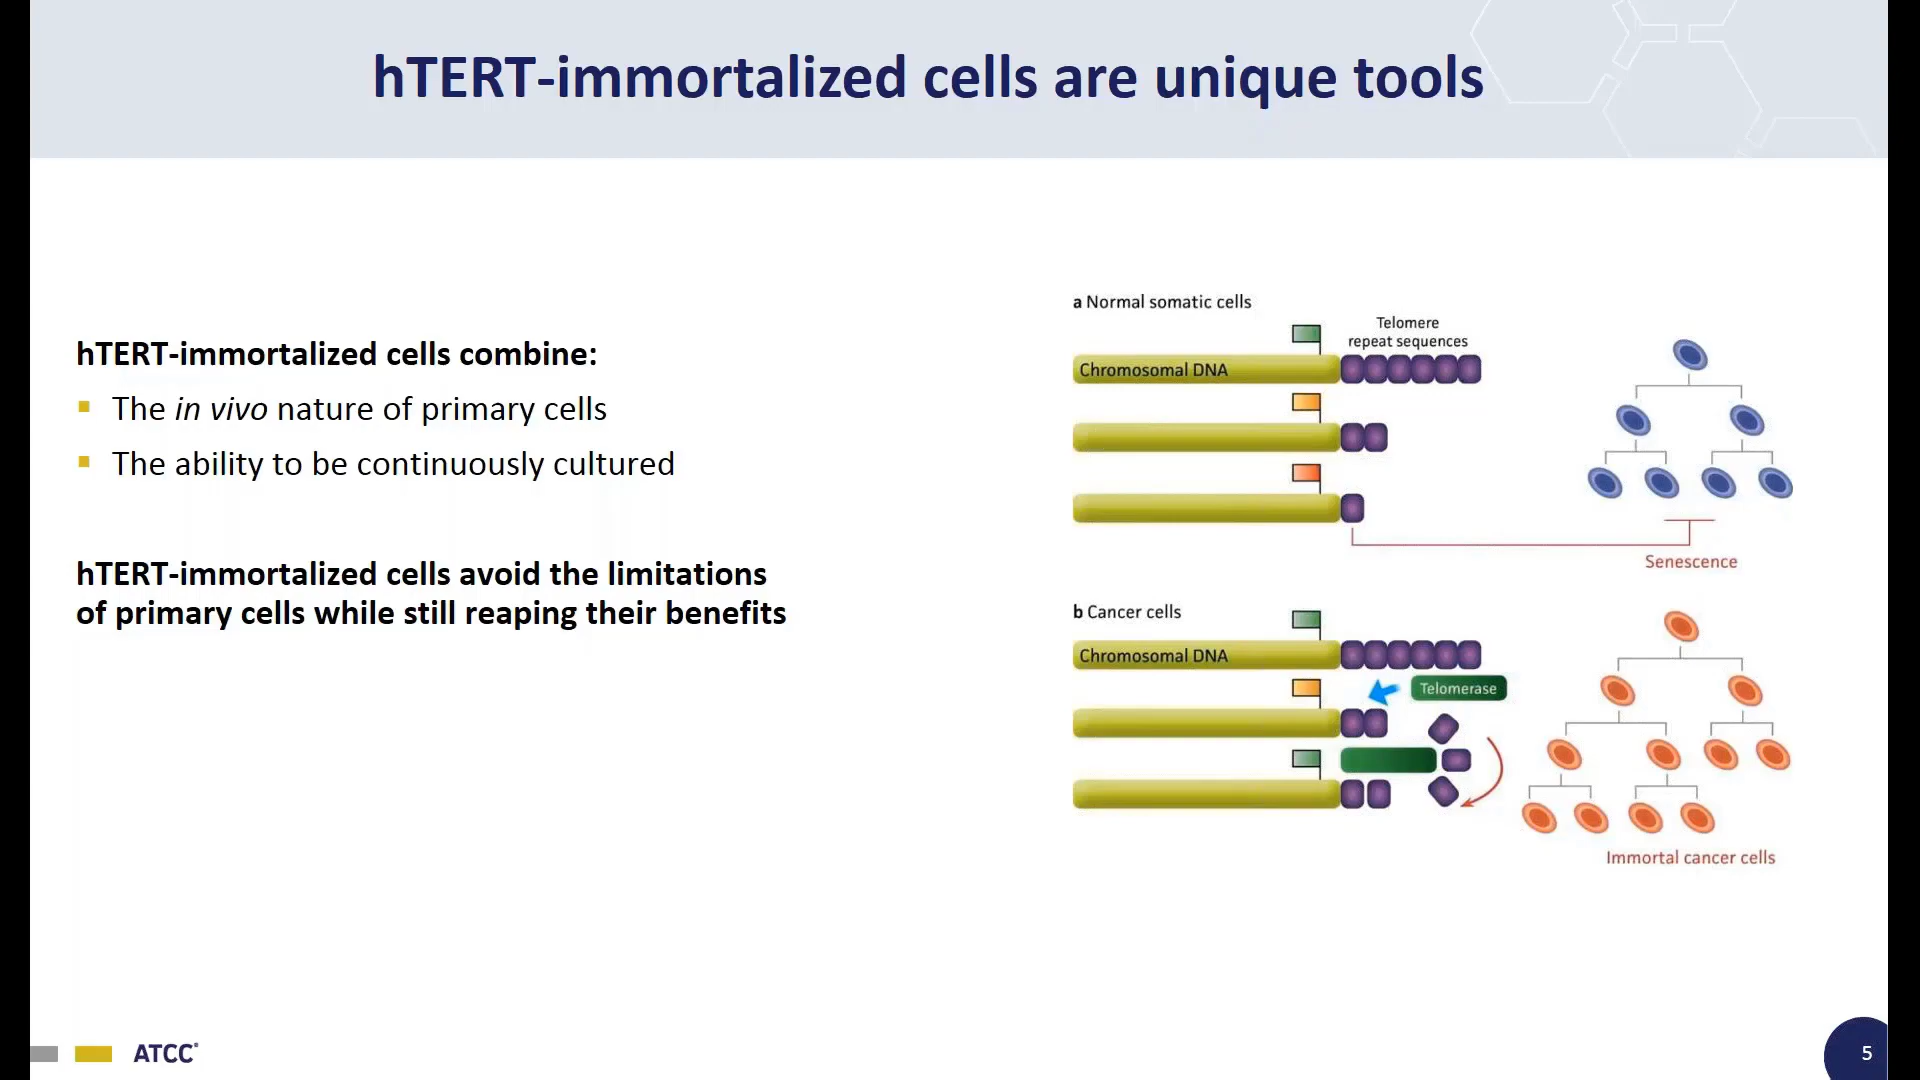 hTERT-immortalized cells are unique tools
hTERT-immortalized cells combine:
The in vivo nature of primary cells
The ability to be continuously cultured
hTERT-immortalized cells avoid the limitations
of primary cells while still reaping their benefits
a Normal somatic cells
Telomere
repeat sequences
Chromosomal DNA
Senescence
b Cancer cells
Chromosomal DNA
Telomerase
Immortal cancer cells
ATCC®
5